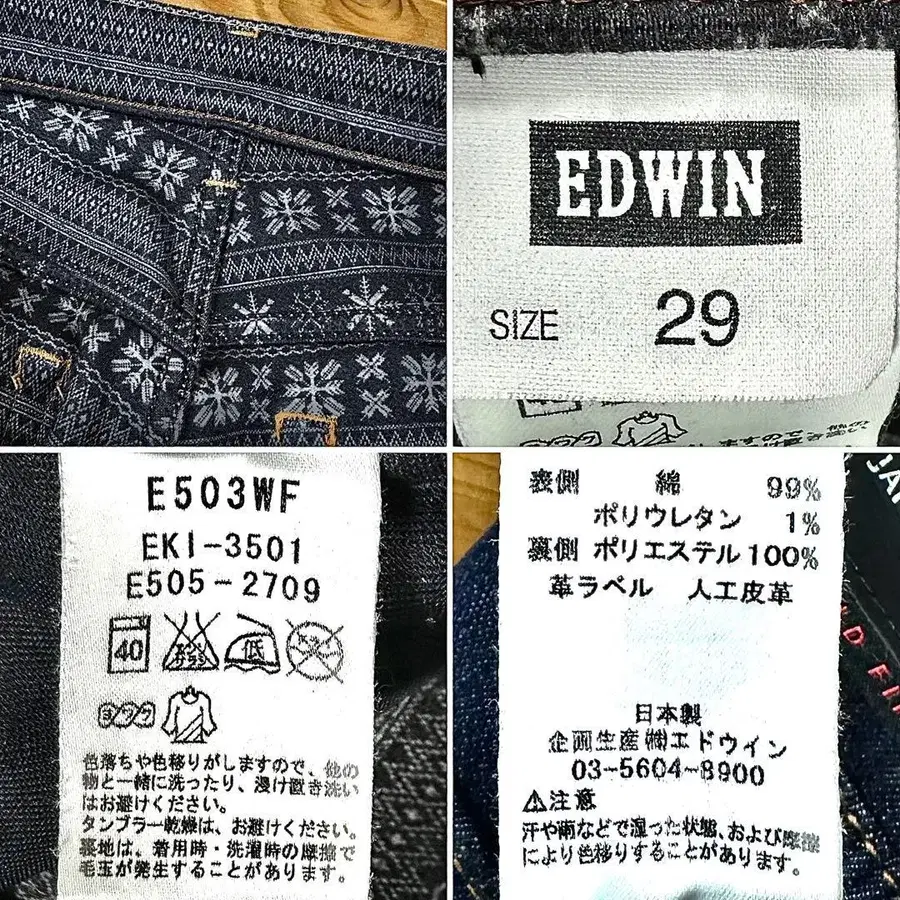 EDWIN
SIZE 29
E503WF
EKI-3501
E505-2709
40 低
ヨワク
色落ちや色移りがしますので、他の
物と一緒に洗ったり、浸け置き洗い
はお避けください。
タンブラー乾燥は、お避けください。
裏地は、着用時・洗濯時の摩擦で
毛玉が発生することがあります。
表側 綿 99%
ポリウレタン 1%
裏側 ポリエステル 100%
革ラベル 人工皮革
日本製
企画生産㈱エドウイン
03-5604-8900
⚠注意
汗や雨などで湿った状態、および摩擦
により色移りすることがあります。